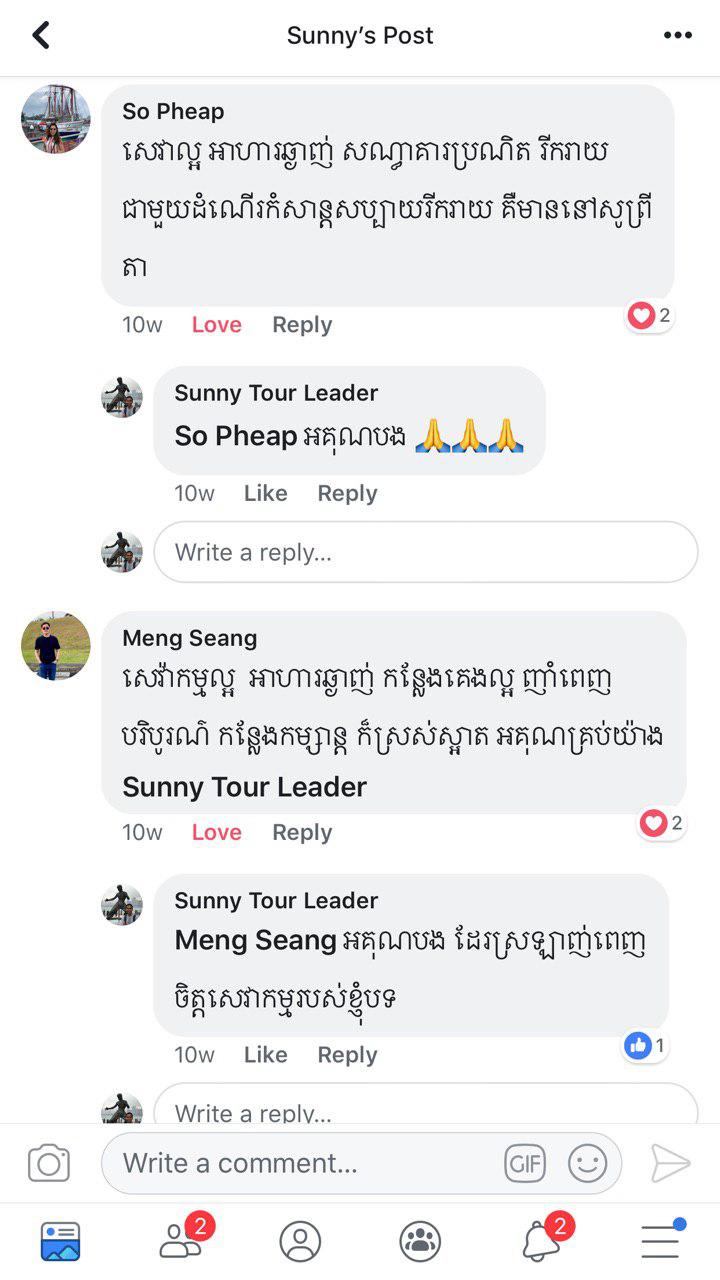 Sunny's Post
So Pheap
សេវាល្អ អាហារឆ្ងាញ់ សណ្ធាគារប្រណិត រីករាយ
ជាមួយដំណើរកំសាន្តសប្បាយរីករាយ គឺមាននៅសូព្រី
តា
10w Love Reply 2
Sunny Tour Leader
So Pheap អគុណបង 🙏🙏🙏
10w Like Reply
Write a reply...
Meng Seang
សេវ៉ាកម្មល្អ អាហារឆ្ងាញ់ កន្លែងគេងល្អ ញាំពេញ
បរិបូរណ៍ កន្លែងកម្សាន្ត ក៏ស្រស់ស្អាត អគុណគ្រប់យ៉ាង
Sunny Tour Leader
10w Love Reply 2
Sunny Tour Leader
Meng Seang អគុណបង ដែរស្រឡាញ់ពេញ
ចិត្តសេវាកម្មរបស់ខ្ញុំបទ
10w Like Reply 1
Write a reply...
Write a comment... GIF
2 2